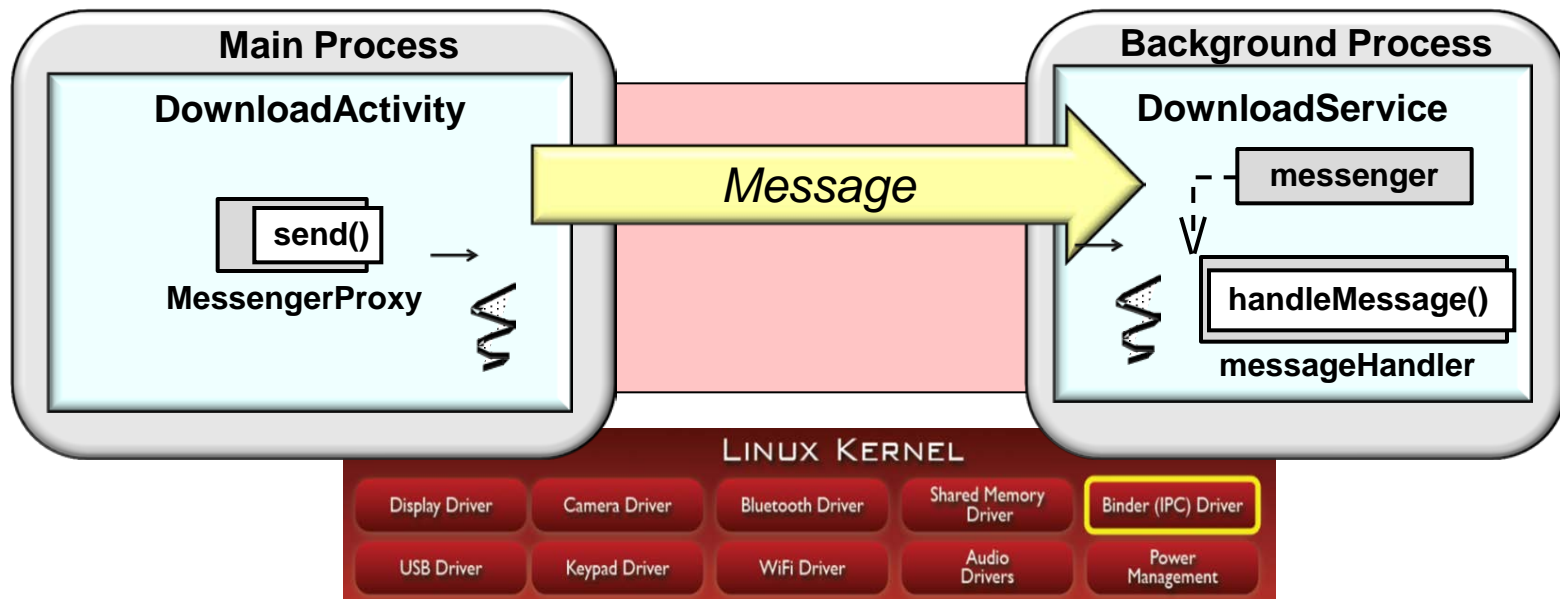 Main Process
DownloadActivity
send()
MessengerProxy
Message
Background Process
DownloadService
messenger
handleMessage()
messageHandler
LINUX KERNEL
Display Driver
Camera Driver
Bluetooth Driver
Shared Memory
Driver
Binder (IPC) Driver
USB Driver
Keypad Driver
WiFi Driver
Audio
Drivers
Power
Management